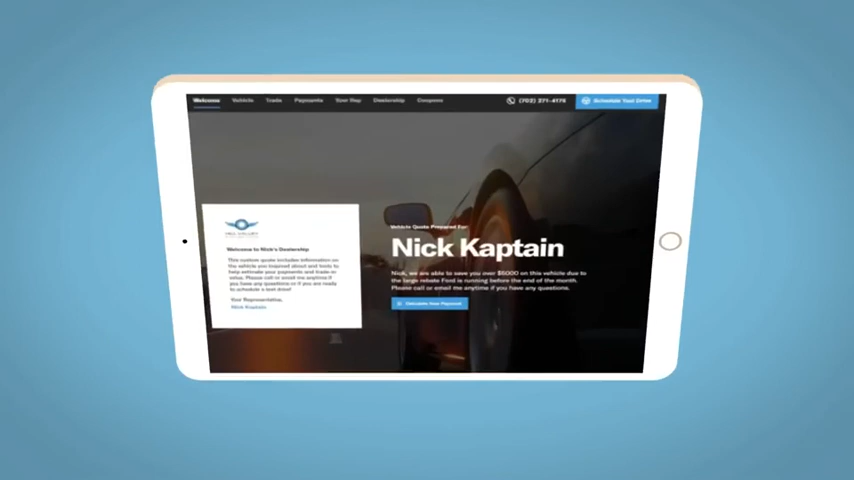 Welcome Vehicle Trade Payments Your Rep Dealership Coupons (702) 371-4175 Schedule Test Drive
Welcome to Nick's Dealership
This custom quote includes information on
the vehicle you inquired about and tools to
help estimate your payments and trade-in
value. Please call or email me anytime if
you have any questions or if you are ready
to schedule a test drive!
Your Representative,
Nick Kaptain
Vehicle Quote Prepared For:
Nick Kaptain
Nick, we are able to save you over $6000 on this vehicle due to
the large rebate Ford is running before the end of the month.
Please call or email me anytime if you have any questions.
Calculate Your Payment